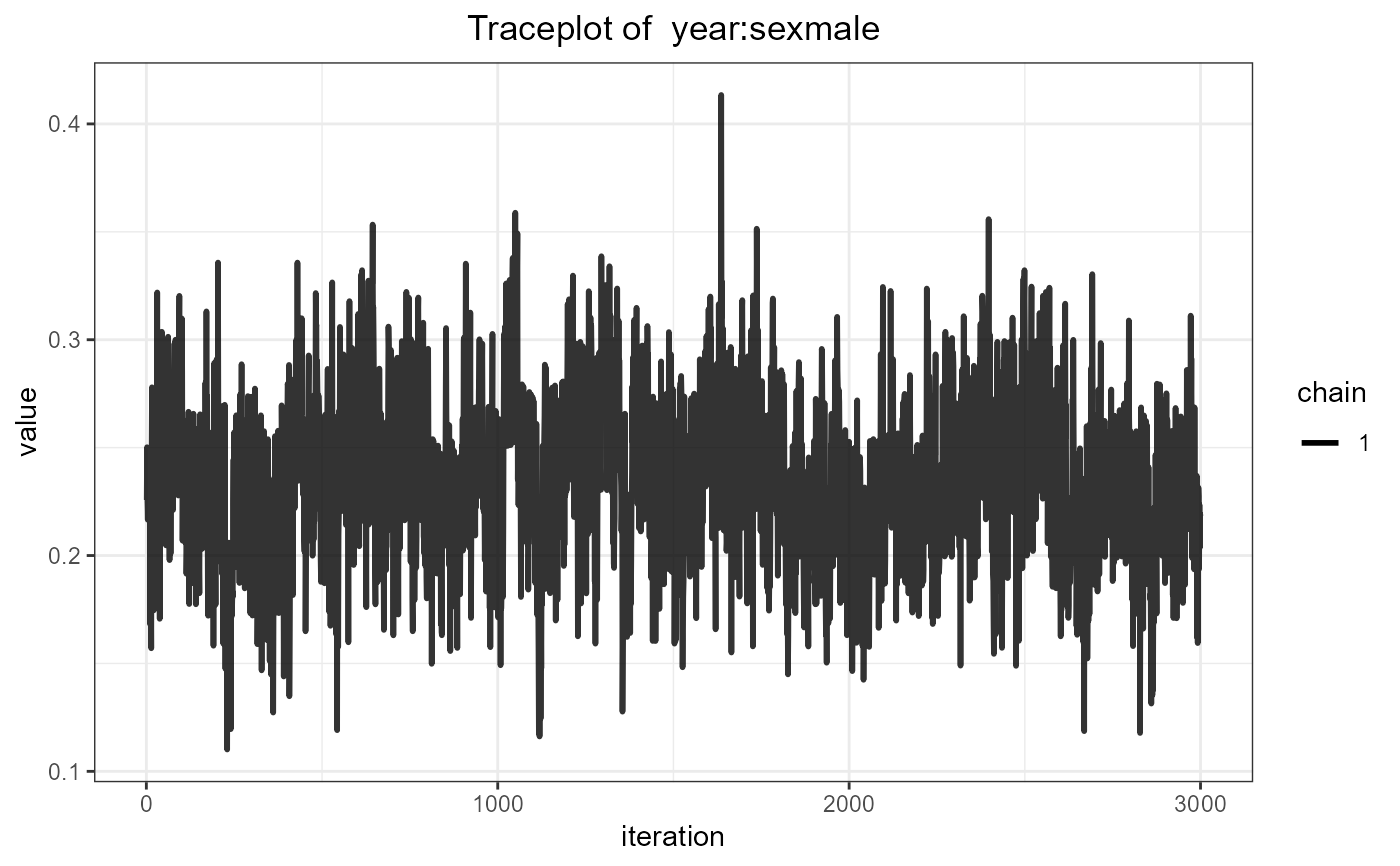 Traceplot of  year:sexmale
0.4
0.3
0.2
0.1
value
0
1000
2000
3000
iteration
chain
1